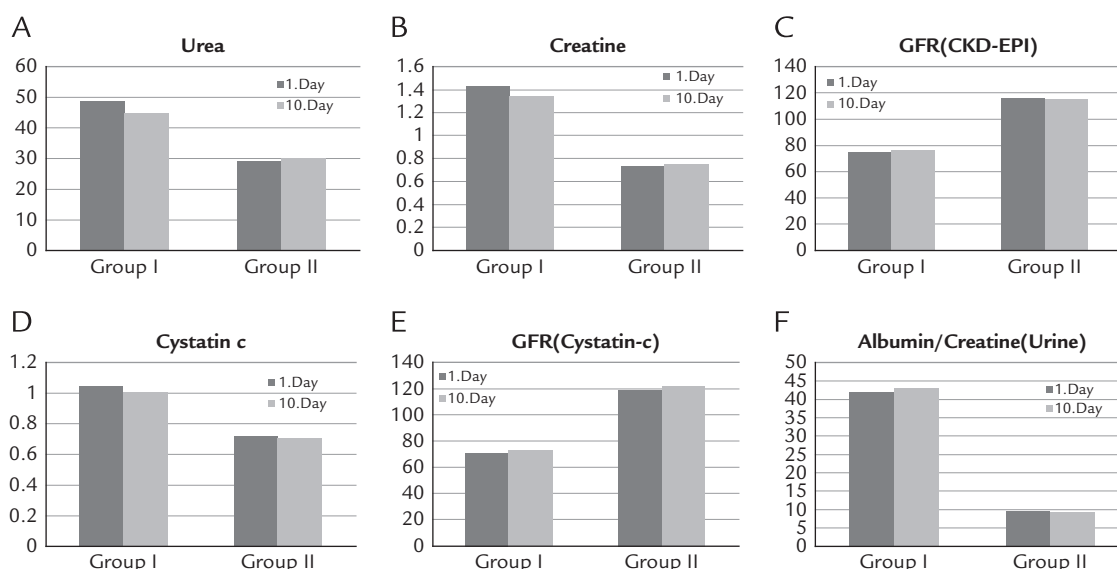 A
Urea
60
50
40
30
20
10
0
1.Day
10.Day
Group I Group II
B
Creatine
1.6
1.4
1.2
1
0.8
0.6
0.4
0.2
0
1.Day
10.Day
Group I Group II
C
GFR(CKD-EPI)
140
120
100
80
60
40
20
0
1.Day
10.Day
Group I Group II
D
Cystatin c
1.2
1
0.8
0.6
0.4
0.2
0
1.Day
10.Day
Group I Group II
E
GFR(Cystatin-c)
140
120
100
80
60
40
20
0
1.Day
10.Day
Group I Group II
F
Albumin/Creatine(Urine)
50
45
40
35
30
25
20
15
10
5
0
1.Day
10.Day
Group I Group II